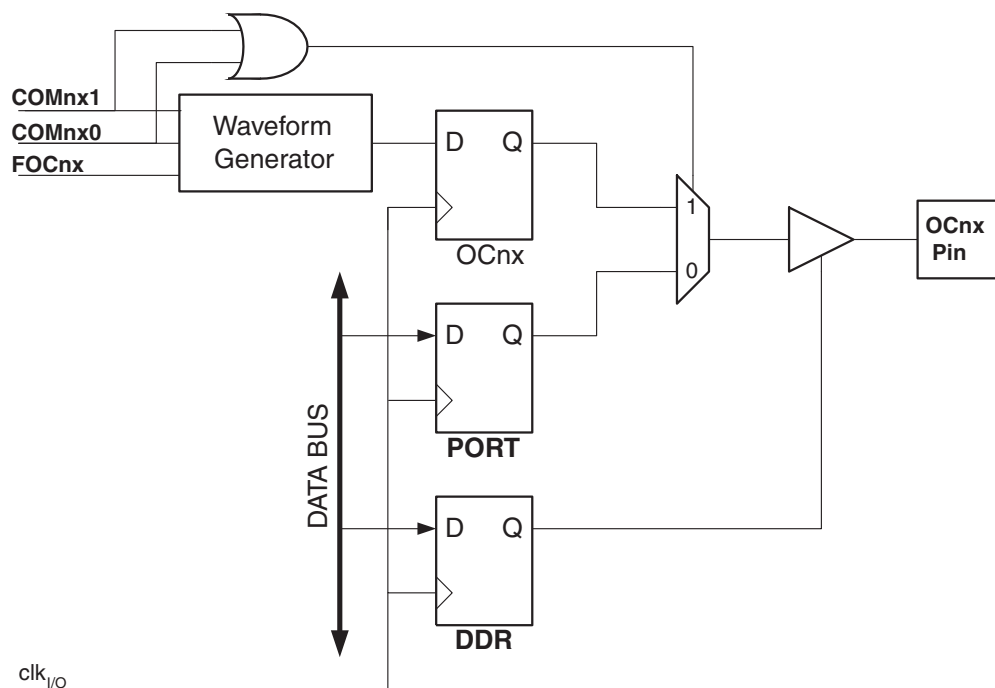 COMnx1
COMnx0
FOCnx
Waveform
Generator
D Q
OCnx
1
0
OCnx
Pin
D Q
PORT
DATA BUS
D Q
DDR
clkI/O